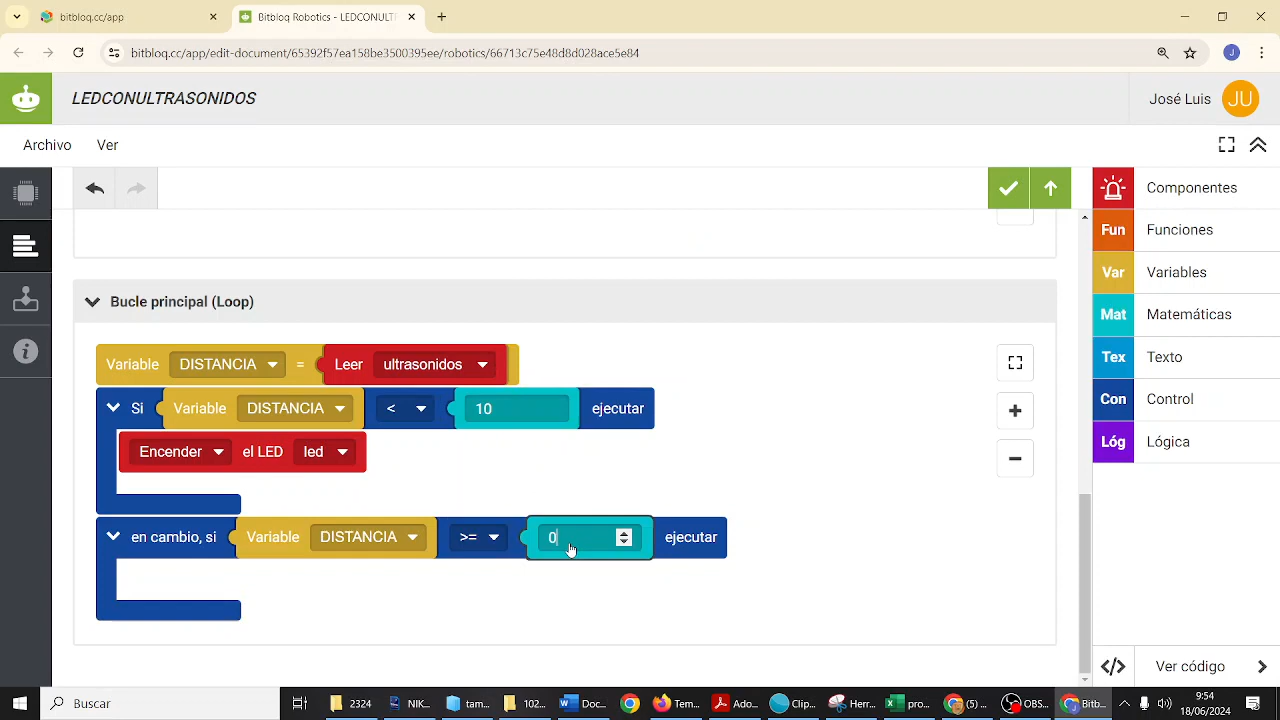 bitbloq.cc/app
Bitbloq Robotics - LEDCONULT
bitbloq.cc/app/edit-document/65392f57ea158be3500395ee/robotics/66713c75e48d8d028ace5e84
J
LEDCONULTRASONIDOS
José Luis
JU
Archivo
Ver
Componentes
Fun Funciones
Var Variables
Mat Matemáticas
Tex Texto
Con Control
Lóg Lógica
Bucle principal (Loop)
Variable DISTANCIA = Leer ultrasonidos
Si Variable DISTANCIA < 10 ejecutar
Encender el LED led
en cambio, si Variable DISTANCIA >= 0 ejecutar
</> Ver código
Buscar
2324
NIK...
tam...
102...
Doc...
Tem...
Ado...
Clip...
Herr...
pro...
(5) ...
OBS...
Bitb...
9:54
18/06/2024